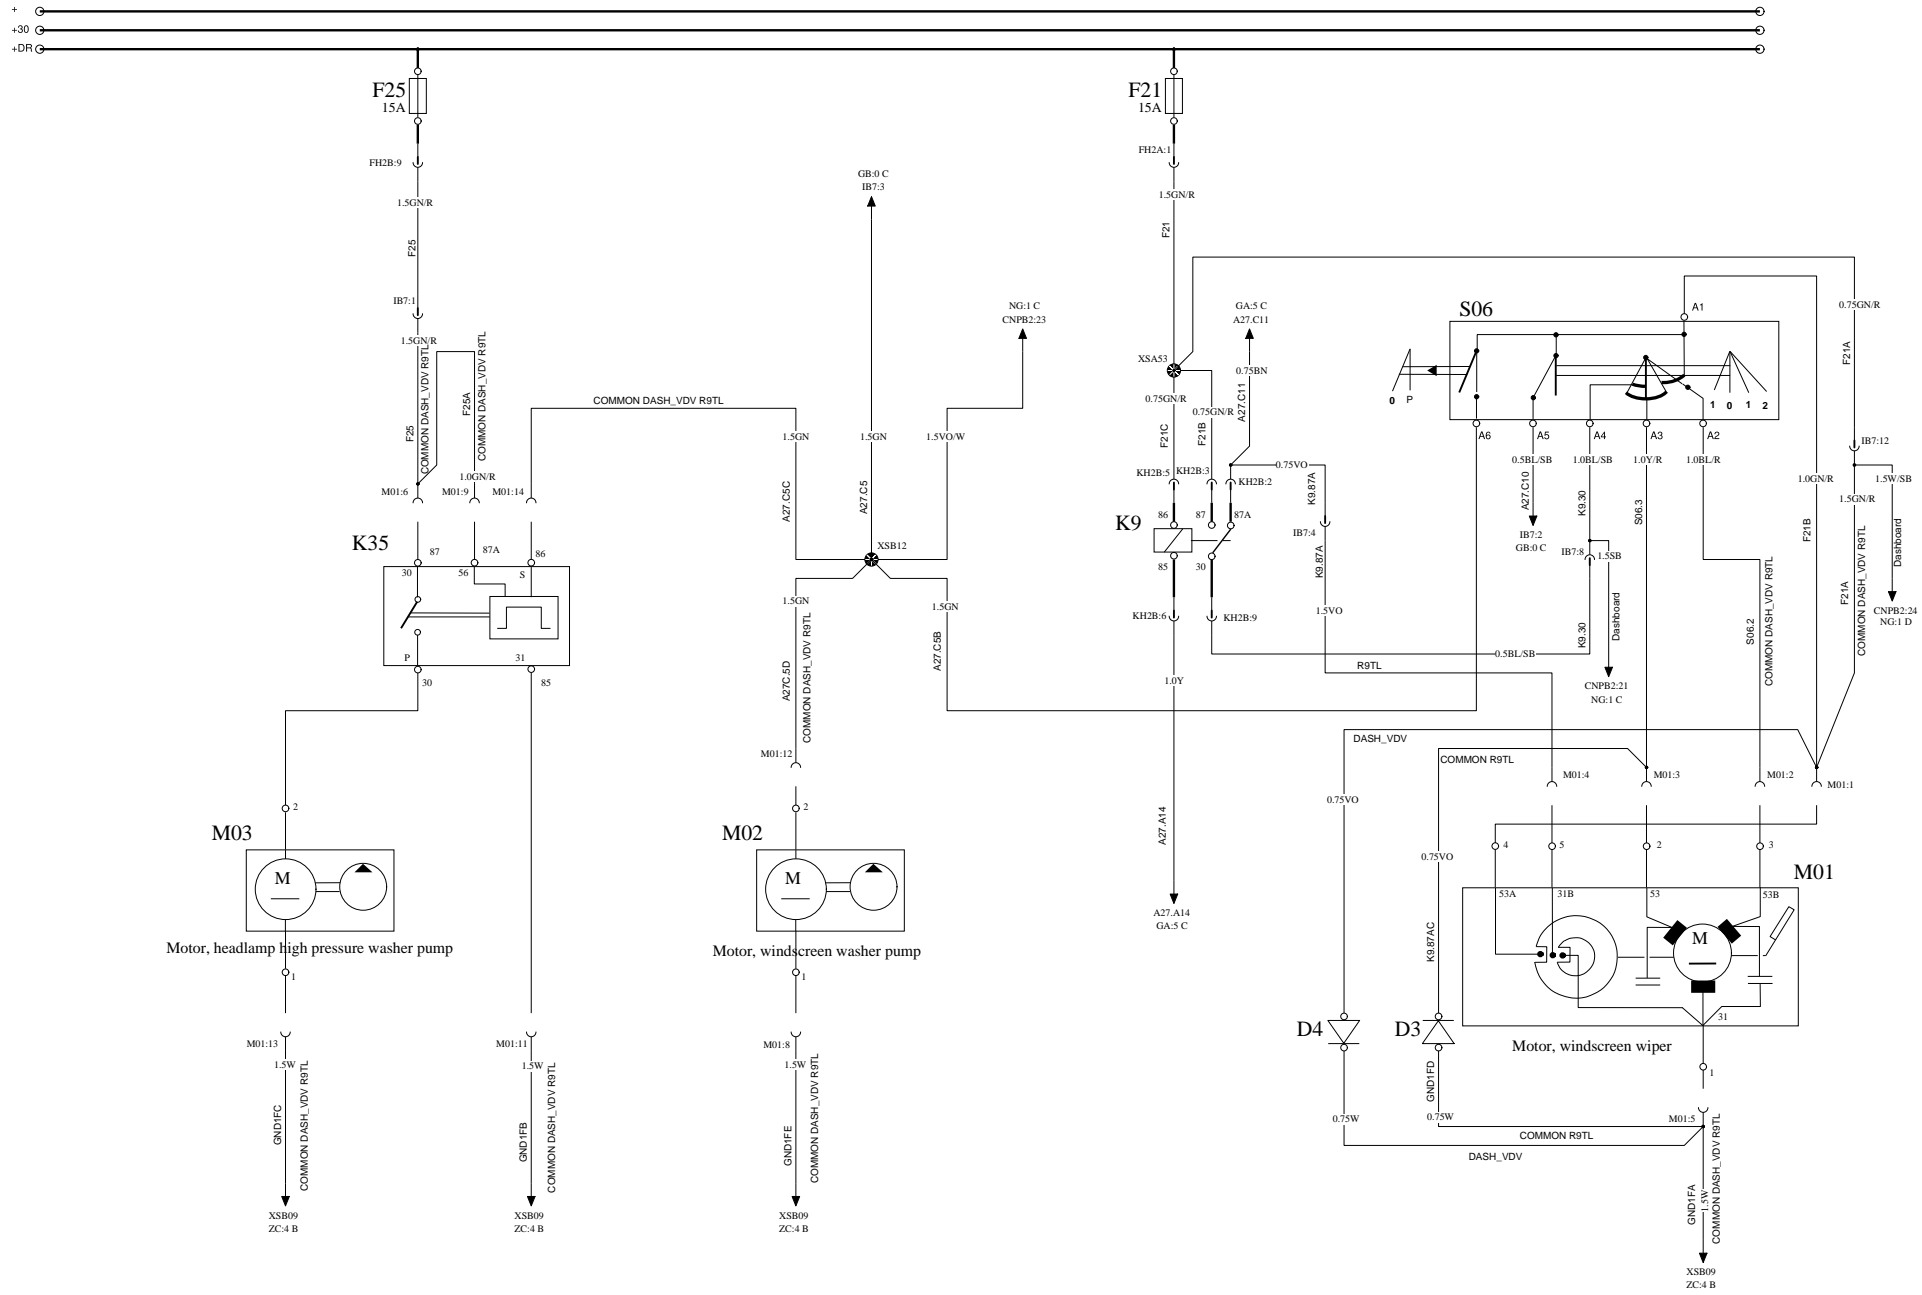 +
+30
+DR
F25
15A
F21
15A
FH2B:9
FH2A:1
GB:0 C
IB7:3
1.5GN/R
1.5GN/R
F25
F21
IB7:1
NG:1 C
CNPB2:23
GA:5 C
A27.C11
S06
A1
0.75GN/R
1.5GN/R
XSA53
F21A
0.75BN
COMMON DASH_VDV R9TL
F25A
COMMON DASH_VDV R9TL
COMMON DASH_VDV R9TL
0.75GN/R
0.75GN/R
A27.C11
0 P
1 0 1 2
F25
1.5GN
1.5GN
1.5VO/W
F21C
F21B
A6
A5
A4
A3
A2
IB7:12
1.0GN/R
KH2B:5
KH2B:3
KH2B:2
0.75VO
0.5BL/SB
1.0BL/SB
1.0Y/R
1.0BL/R
1.0GN/R
1.5W/SB
1.5GN/R
M01:6
M01:9
M01:14
A27.C5C
A27.C5
K9.87A
A27.C10
K9.30
S06.3
F21B
K9
86
87
87A
IB7:4
IB7:2
GB:0 C
K35
87
87A
86
XSB12
IB7:8
1.5SB
COMMON DASH_VDV R9TL
Dashboard
30
56
S
85
30
K9.87A
1.5GN
1.5GN
KH2B:6
KH2B:9
1.5VO
K9.30
Dashboard
S06.2
COMMON DASH_VDV R9TL
F21A
CNPB2:24
NG:1 D
P
31
30
85
A27C.5D
COMMON DASH_VDV R9TL
A27.C5B
0.5BL/SB
R9TL
1.0Y
CNPB2:21
NG:1 C
DASH_VDV
COMMON R9TL
M01:12
M01:4
M01:3
M01:2
M01:1
2
2
0.75VO
A27.A14
M03
M02
4
5
2
3
0.75VO
M01
M
M
53A
31B
53
53B
A27.A14
GA:5 C
K9.87AC
M
Motor, headlamp high pressure washer pump
Motor, windscreen washer pump
1
1
D4
D3
31
Motor, windscreen wiper
M01:13
M01:11
M01:8
1.5W
1.5W
1.5W
GND1FD
1
GND1FC
COMMON DASH_VDV R9TL
GND1FB
COMMON DASH_VDV R9TL
GND1FE
COMMON DASH_VDV R9TL
0.75W
0.75W
M01:5
COMMON R9TL
DASH_VDV
GND1FA
1.5W
COMMON DASH_VDV R9TL
XSB09
ZC:4 B
XSB09
ZC:4 B
XSB09
ZC:4 B
XSB09
ZC:4 B